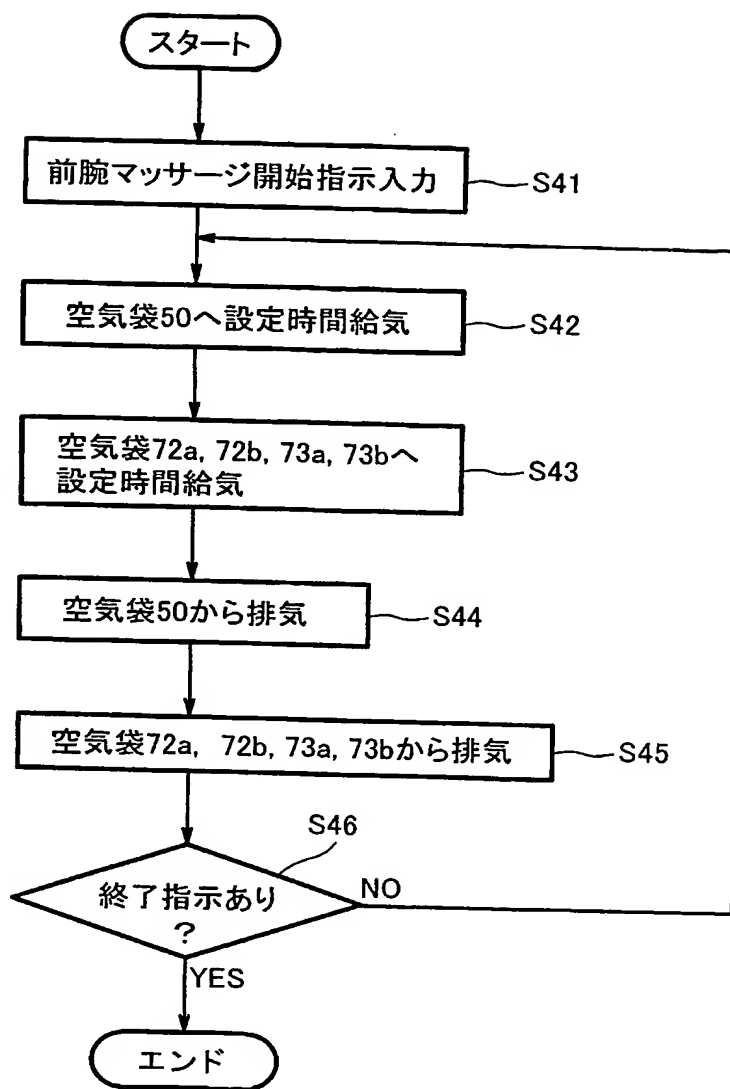 スタート
前腕マッサージ開始指示入力
S41
空気袋50へ設定時間給気
S42
空気袋72a, 72b, 73a, 73bへ
設定時間給気
S43
空気袋50から排気
S44
空気袋72a, 72b, 73a, 73bから排気
S45
S46
終了指示あり
?
NO
YES
エンド